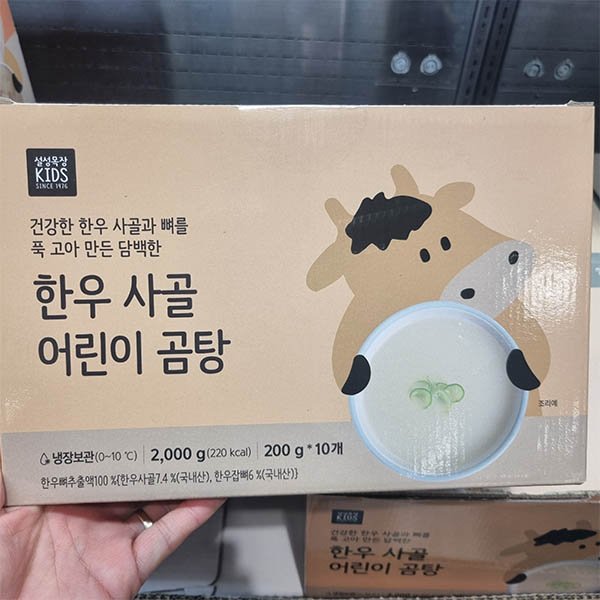 설성목장
KIDS
SINCE 1976
건강한 한우 사골과 뼈를
푹 고아 만든 담백한
한우 사골
어린이 곰탕
조리예
냉장보관(0~10 ℃) 2,000 g(220 kcal) 200 g * 10개
한우뼈추출액100 %{한우사골7.4 %(국내산), 한우잡뼈6 %(국내산)}
설성목장
KIDS
건강한 한우 사골과 뼈를
푹 고아 만든 담백한
한우 사골
어린이 곰탕